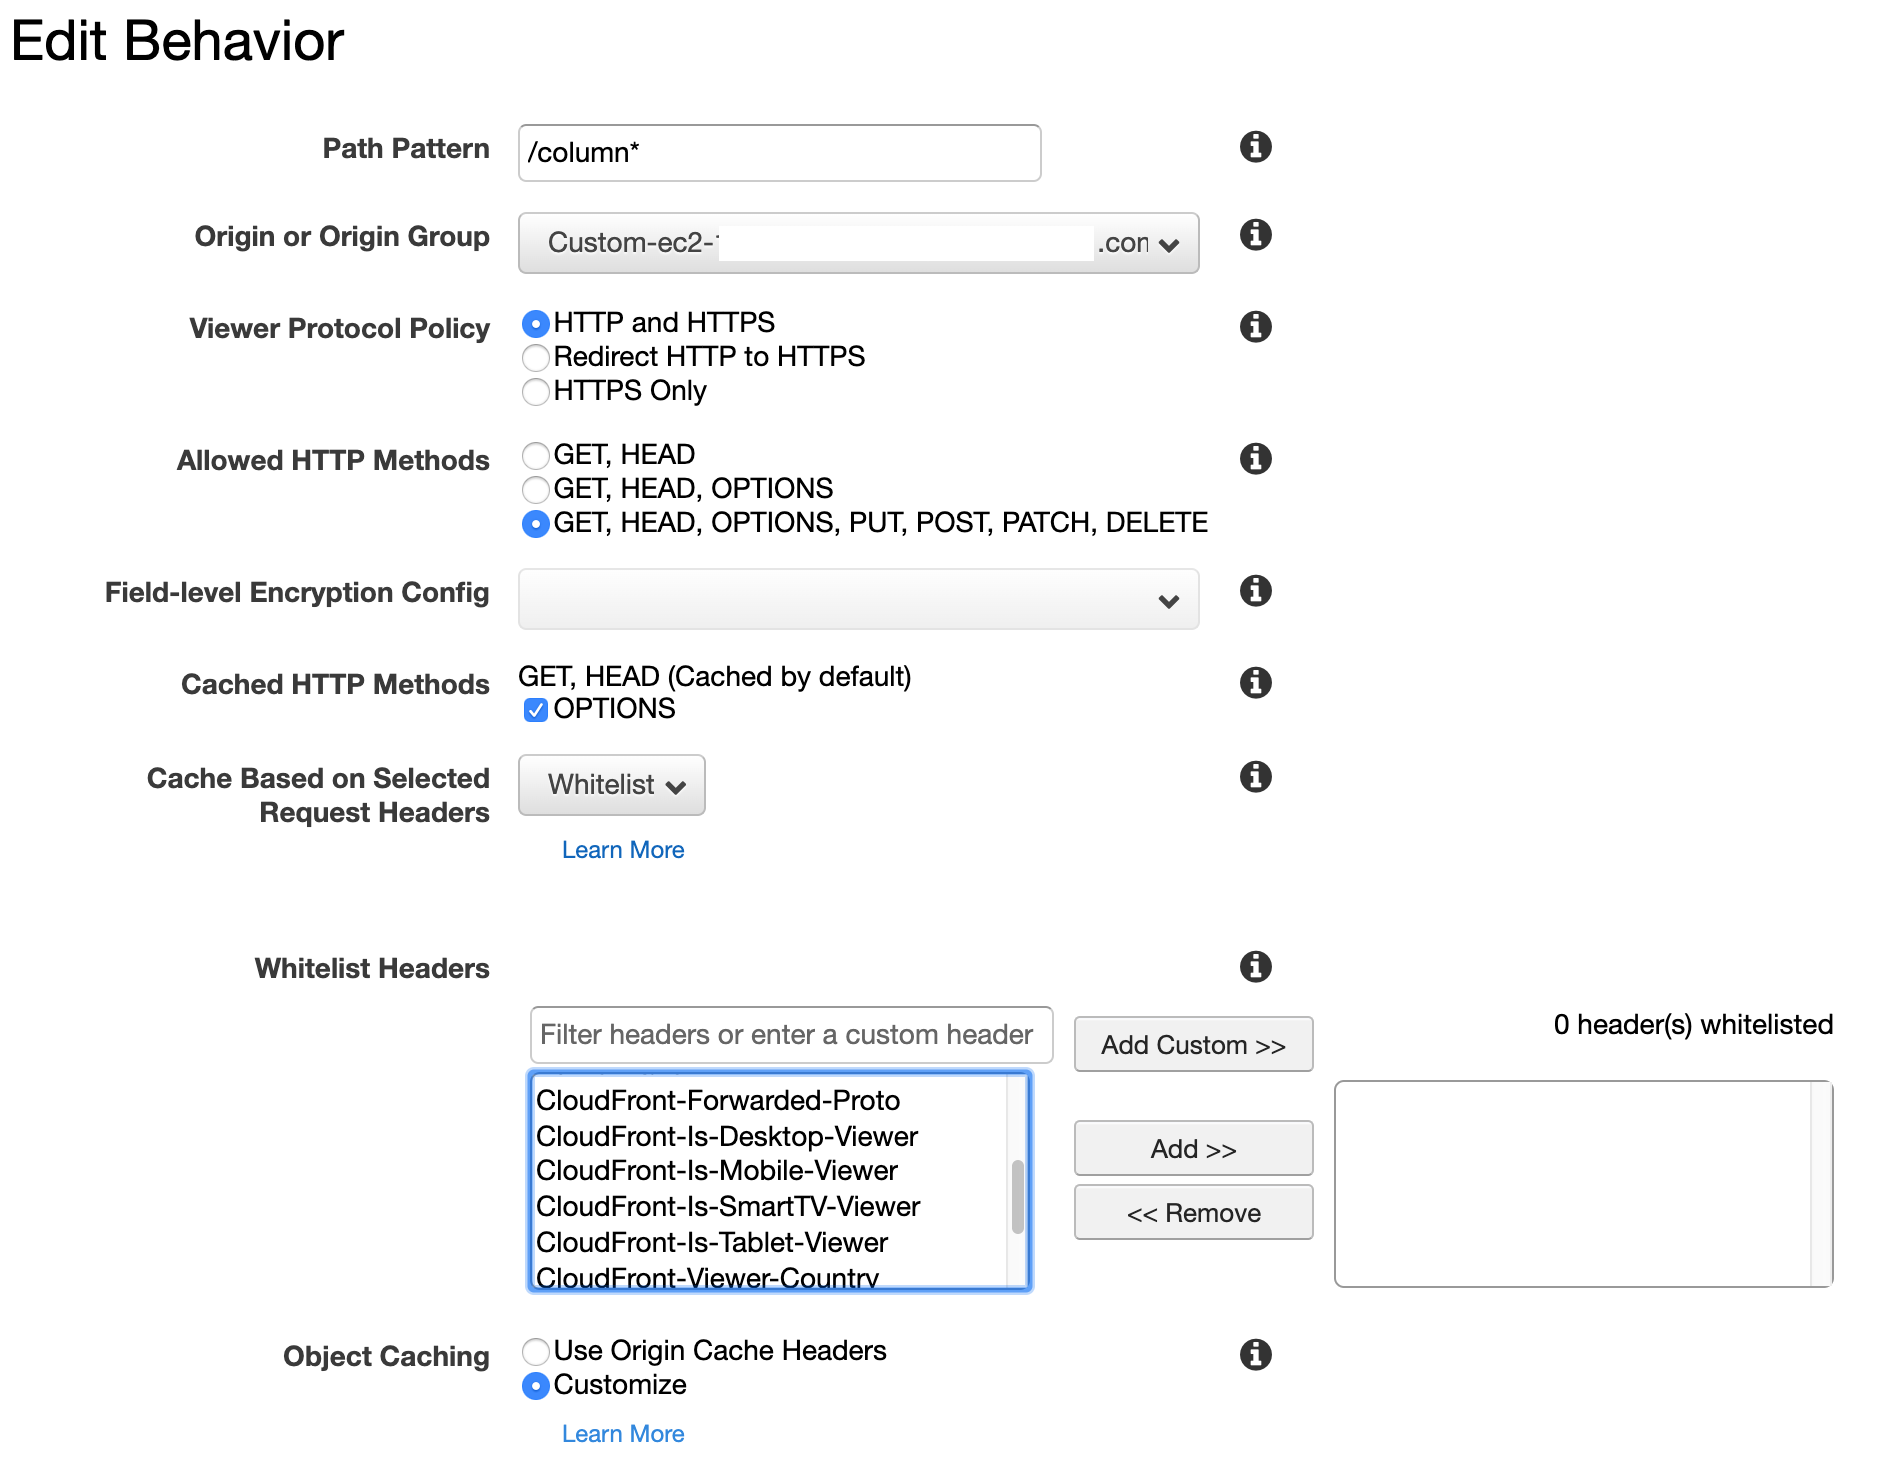 Edit Behavior
Path Pattern
/column*
Origin or Origin Group
Custom-ec2- .con
Viewer Protocol Policy
HTTP and HTTPS
Redirect HTTP to HTTPS
HTTPS Only
Allowed HTTP Methods
GET, HEAD
GET, HEAD, OPTIONS
GET, HEAD, OPTIONS, PUT, POST, PATCH, DELETE
Field-level Encryption Config
Cached HTTP Methods
GET, HEAD (Cached by default)
OPTIONS
Cache Based on Selected
Request Headers
Whitelist
Learn More
Whitelist Headers
Filter headers or enter a custom header
Add Custom >>
0 header(s) whitelisted
CloudFront-Forwarded-Proto
CloudFront-Is-Desktop-Viewer
CloudFront-Is-Mobile-Viewer
CloudFront-Is-SmartTV-Viewer
CloudFront-Is-Tablet-Viewer
CloudFront-Viewer-Country
Add >>
<< Remove
Object Caching
Use Origin Cache Headers
Customize
Learn More